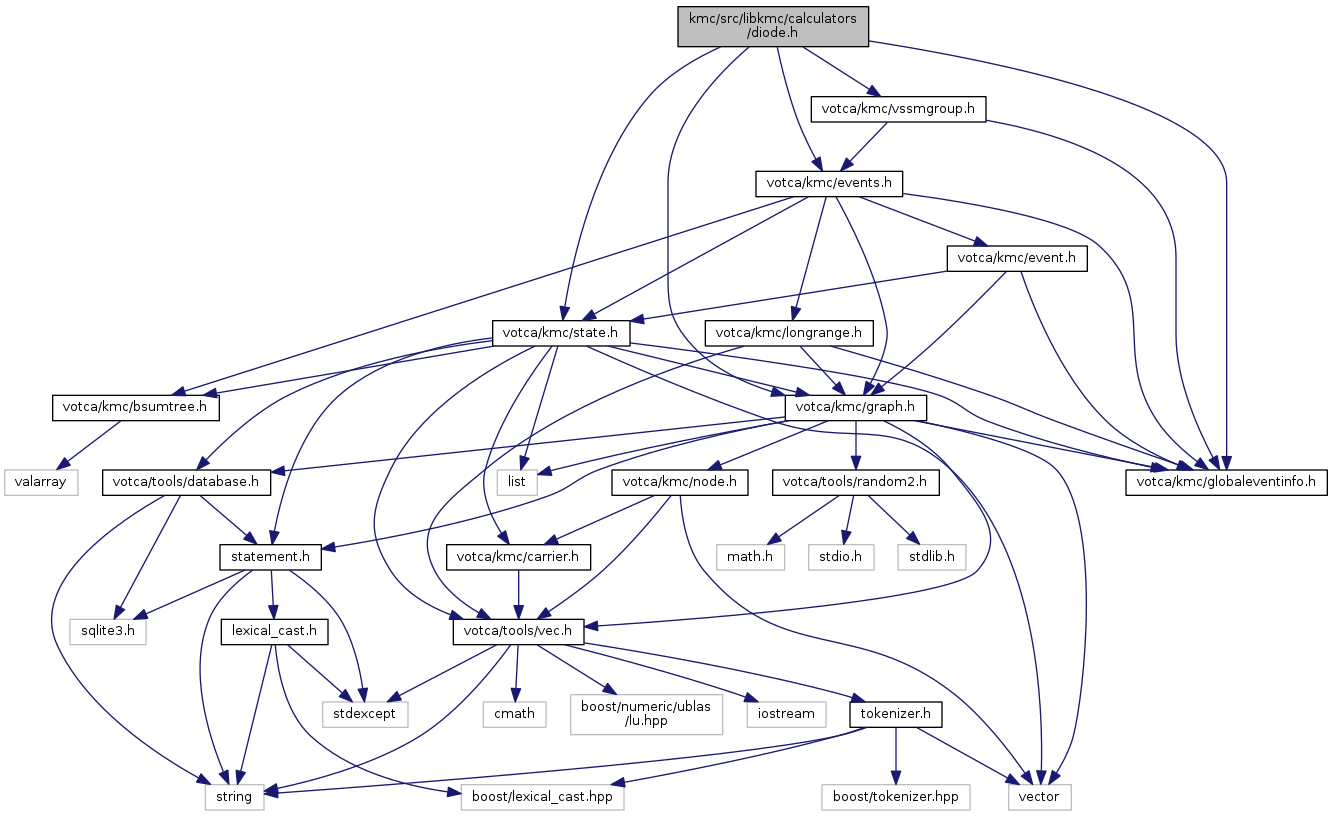 kmc/src/libkmc/calculators
/diode.h
votca/kmc/vssmgroup.h
votca/kmc/events.h
votca/kmc/event.h
votca/kmc/state.h
votca/kmc/longrange.h
votca/kmc/bsumtree.h
votca/kmc/graph.h
valarray
votca/tools/database.h
list
votca/kmc/node.h
votca/tools/random2.h
votca/kmc/globaleventinfo.h
statement.h
votca/kmc/carrier.h
math.h
stdio.h
stdlib.h
sqlite3.h
lexical_cast.h
votca/tools/vec.h
stdexcept
cmath
boost/numeric/ublas
/lu.hpp
iostream
tokenizer.h
string
boost/lexical_cast.hpp
boost/tokenizer.hpp
vector